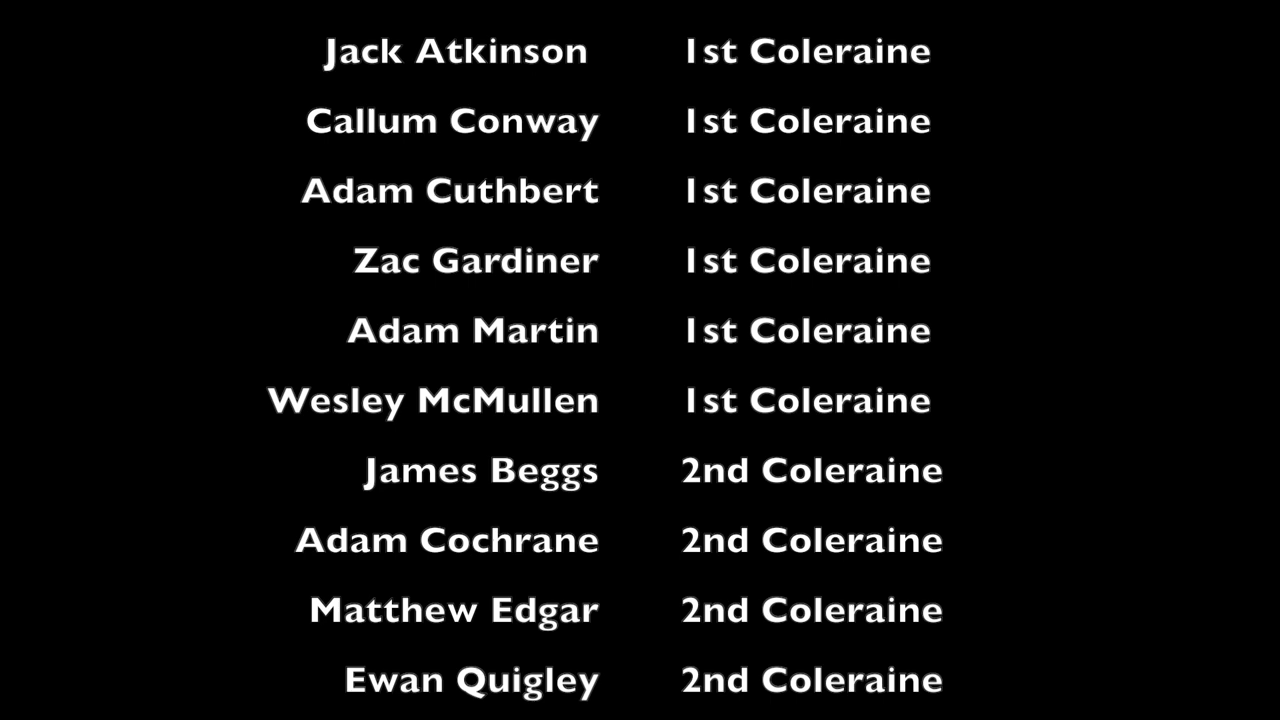 Jack Atkinson 1st Coleraine
Callum Conway 1st Coleraine
Adam Cuthbert 1st Coleraine
Zac Gardiner 1st Coleraine
Adam Martin 1st Coleraine
Wesley McMullen 1st Coleraine
James Beggs 2nd Coleraine
Adam Cochrane 2nd Coleraine
Matthew Edgar 2nd Coleraine
Ewan Quigley 2nd Coleraine